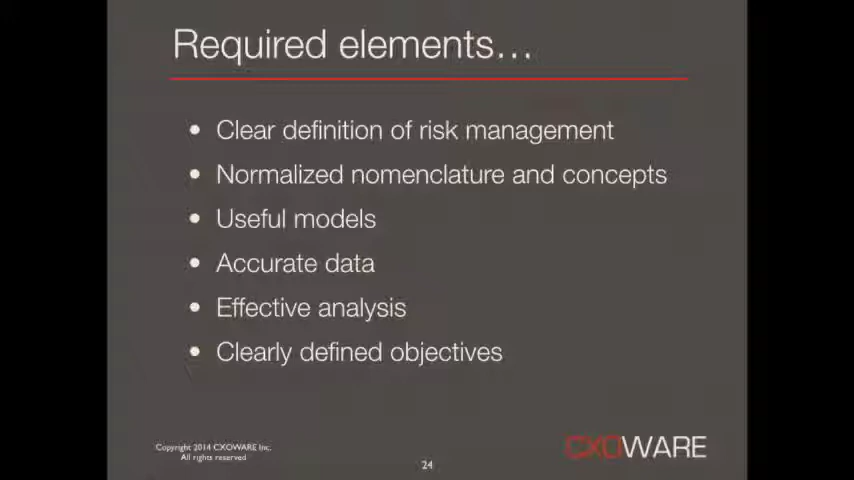 Required elements…
• Clear definition of risk management
• Normalized nomenclature and concepts
• Useful models
• Accurate data
• Effective analysis
• Clearly defined objectives
Copyright 2014 CXOWARE Inc.
All rights reserved
24
CXOWARE